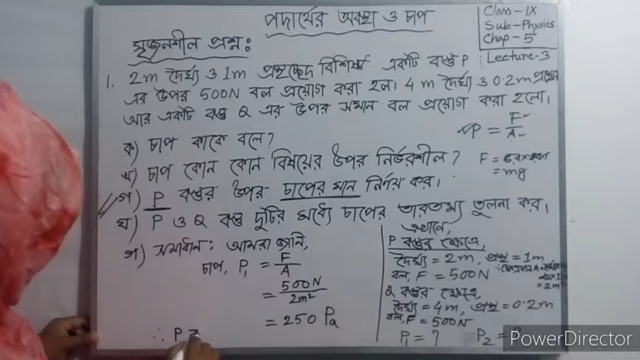 পদার্থের অবস্থা ও চাপ
Class-IX
Sub-Physics
Chap-5
Lecture-3
সৃজনশীল প্রশ্ন:
1. 2m দৈর্ঘ্য ও 1m প্রস্থচ্ছেদ বিশিষ্ট একটি বস্তু P
এর উপর 500N বল প্রয়োগ করা হল। 4 m দৈর্ঘ্য ও 0.2m
আর একটি বস্তু Q এর উপর সমান বল প্রয়োগ করা হলো।
ক) চাপ কাকে বলে?
খ) চাপ কোন কোন বিষয়ের উপর নির্ভরশীল?
গ) P বস্তুর উপর চাপের মান নির্ণয় কর।
ঘ) P ও Q বস্তু দুটির মধ্যে চাপের তারতম্য তুলনা কর।
P = F/A
F =
= mg
গ) সমাধান: আমরা জানি,
চাপ, P₁ = F/A
= 500N/2m²
= 250 Pa
∴ P =
এখানে,
P বস্তুর ক্ষেত্রে,
দৈর্ঘ্য = 2m, প্রস্থ = 1m
বল, F = 500N
= 2m²
Q বস্তুর ক্ষেত্রে,
দৈর্ঘ্য = 4m, প্রস্থ = 0.2m
বল, F = 500N
P₁ = ? P₂ = ?
PowerDirector